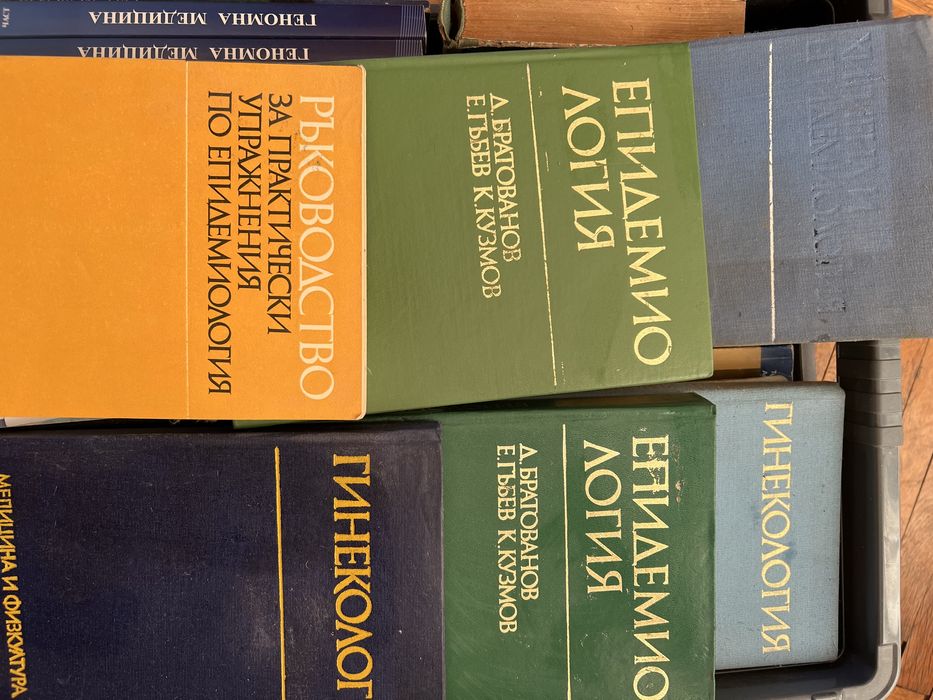 ГЕНОМНА МЕДИЦИНА
ГЕНОМНА МЕДИЦИНА
РЪКОВОДСТВО
ЗА ПРАКТИЧЕСКИ
УПРАЖНЕНИЯ
ПО ЕПИДЕМИОЛОГИЯ
ЕПИДЕМИО
ЛОГИЯ
Д. БРАТОВАНОВ
Е. ГЪБЕВ К. КУЗМОВ
ГИНЕКОЛОГ
МЕДИЦИНА И ФИЗКУЛТУРА
ЕПИДЕМИО
ЛОГИЯ
Д. БРАТОВАНОВ
Е. ГЪБЕВ К. КУЗМОВ
ГИНЕКОЛОГИЯ